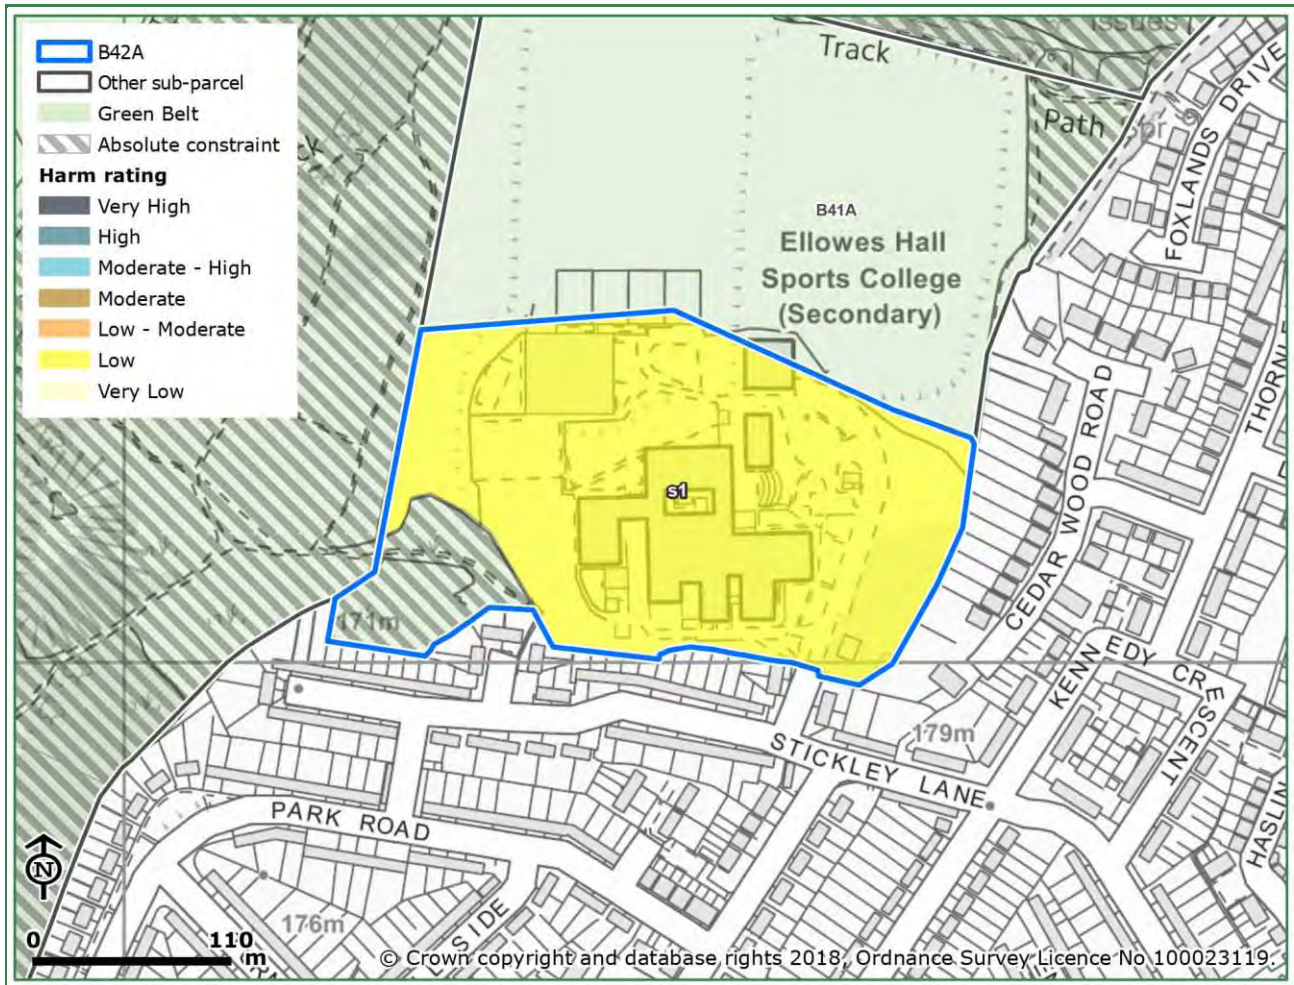 B42A
Other sub-parcel
Green Belt
Absolute constraint
Harm rating
Very High
High
Moderate - High
Moderate
Low - Moderate
Low
Very Low
Issues
Track
Path
Spr
FOXLANDS DRIVE
B41A
Ellowes Hall
Sports College
(Secondary)
s1
CEDAR WOOD ROAD
KENNEDY CRESCENT
171m
179m
STICKLEY LANE
PARK ROAD
176m
N
0 110
m
© Crown copyright and database rights 2018, Ordnance Survey Licence No 100023119.